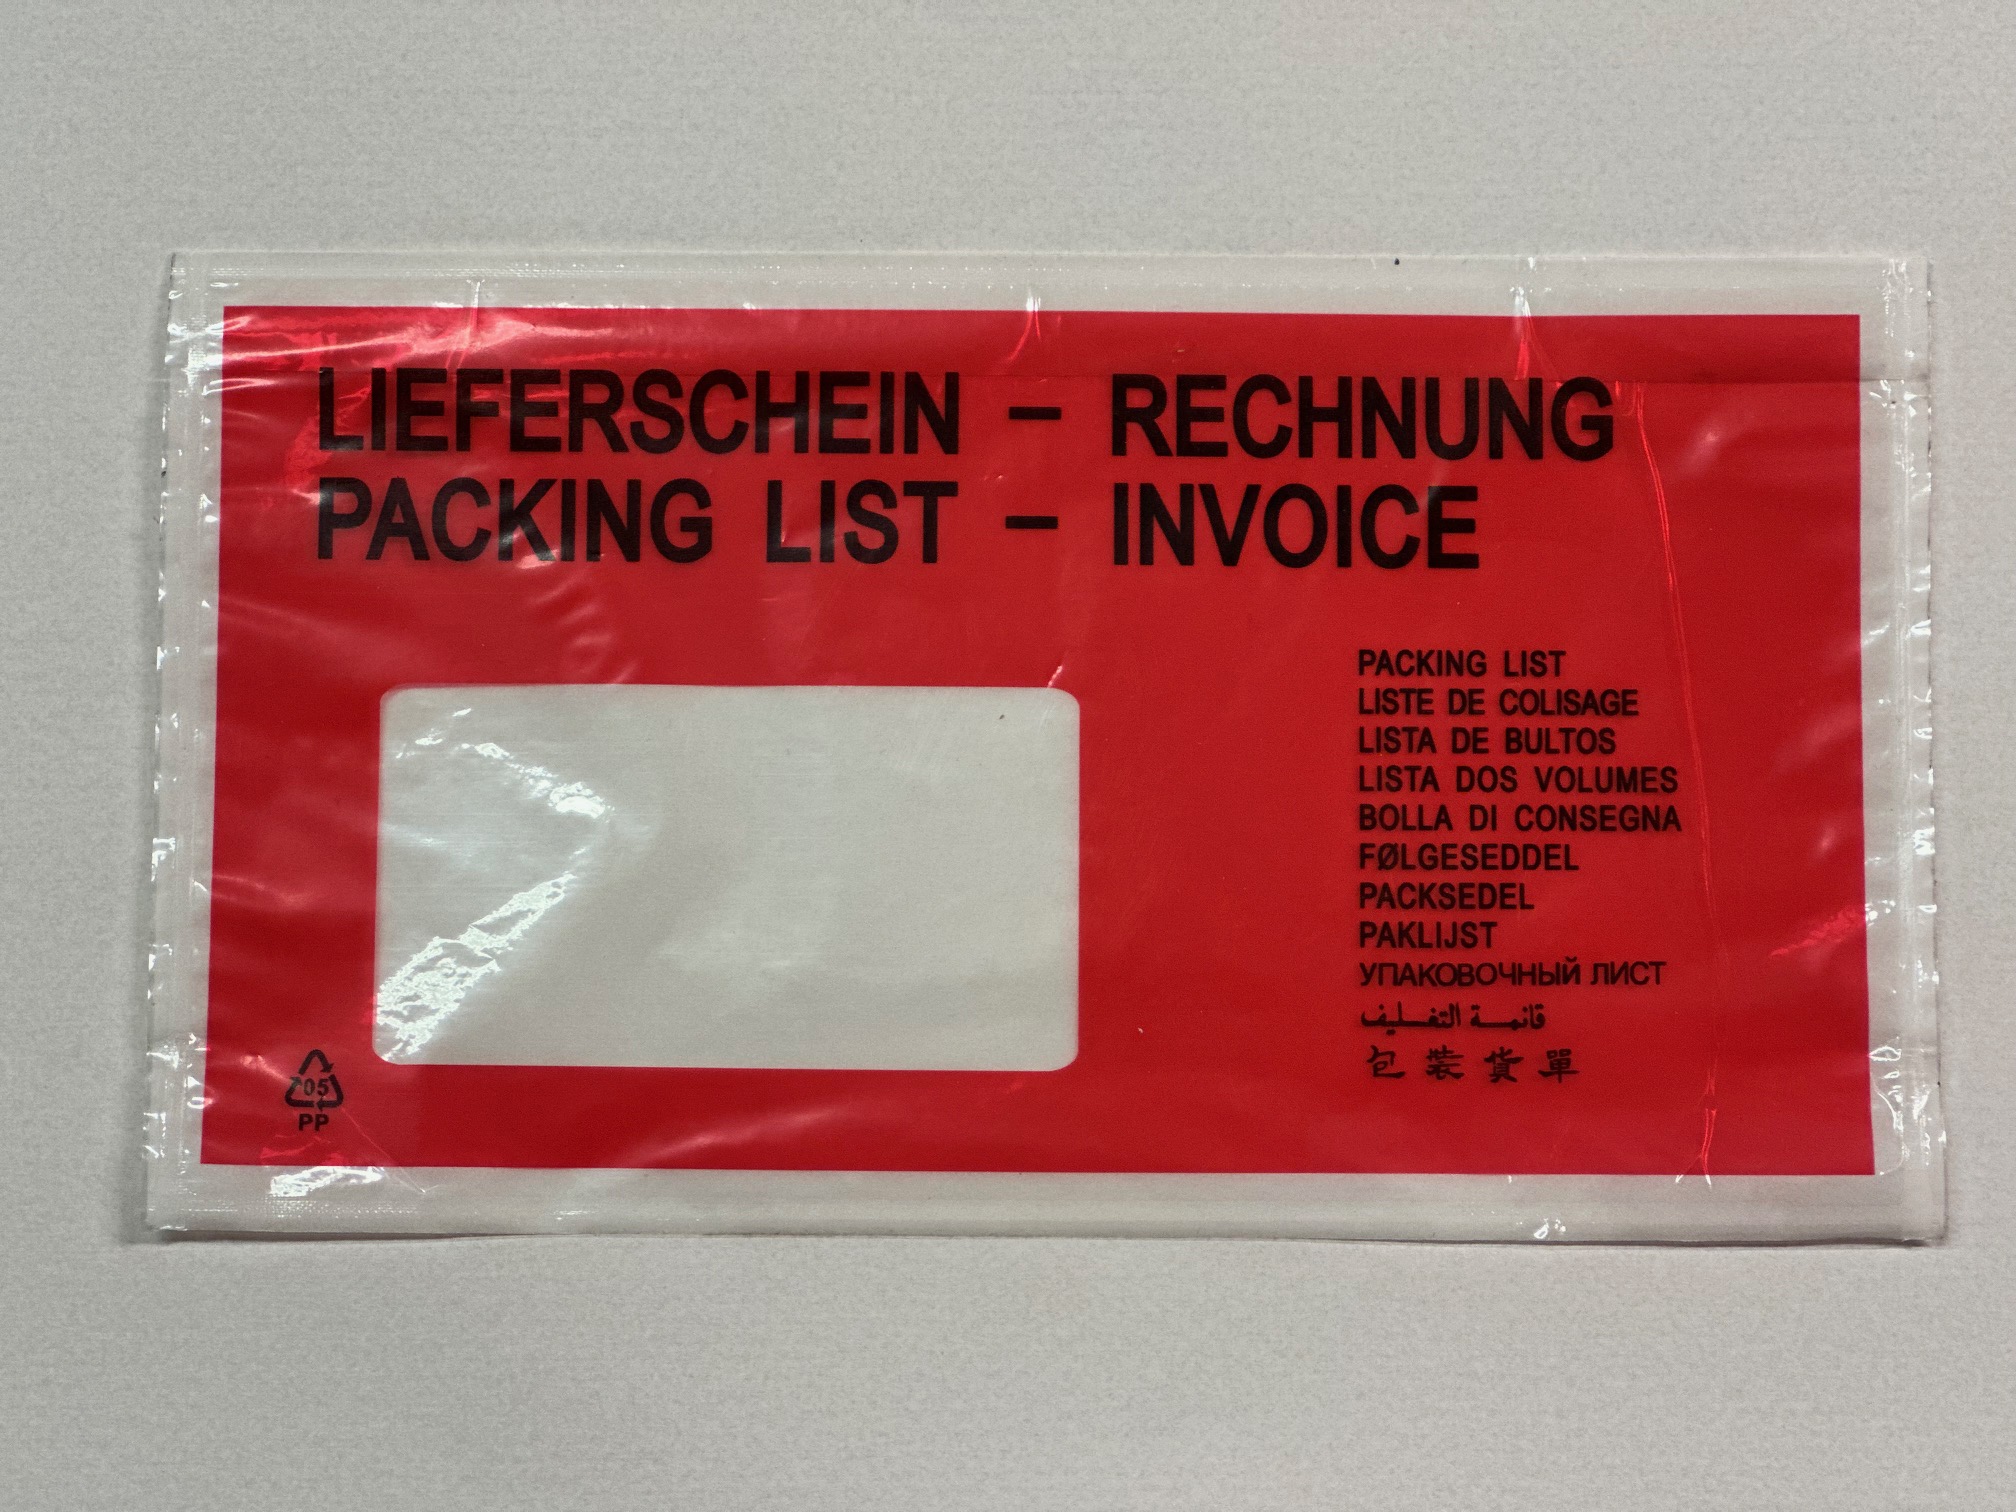 LIEFERSCHEIN – RECHNUNG
PACKING LIST – INVOICE
PACKING LIST
LISTE DE COLISAGE
LISTA DE BULTOS
LISTA DOS VOLUMES
BOLLA DI CONSEGNA
FØLGESEDDEL
PACKSEDEL
PAKLIJST
УПАКОВОЧНЫЙ ЛИСТ
قائمة التغليف
包裝貨單
05
PP